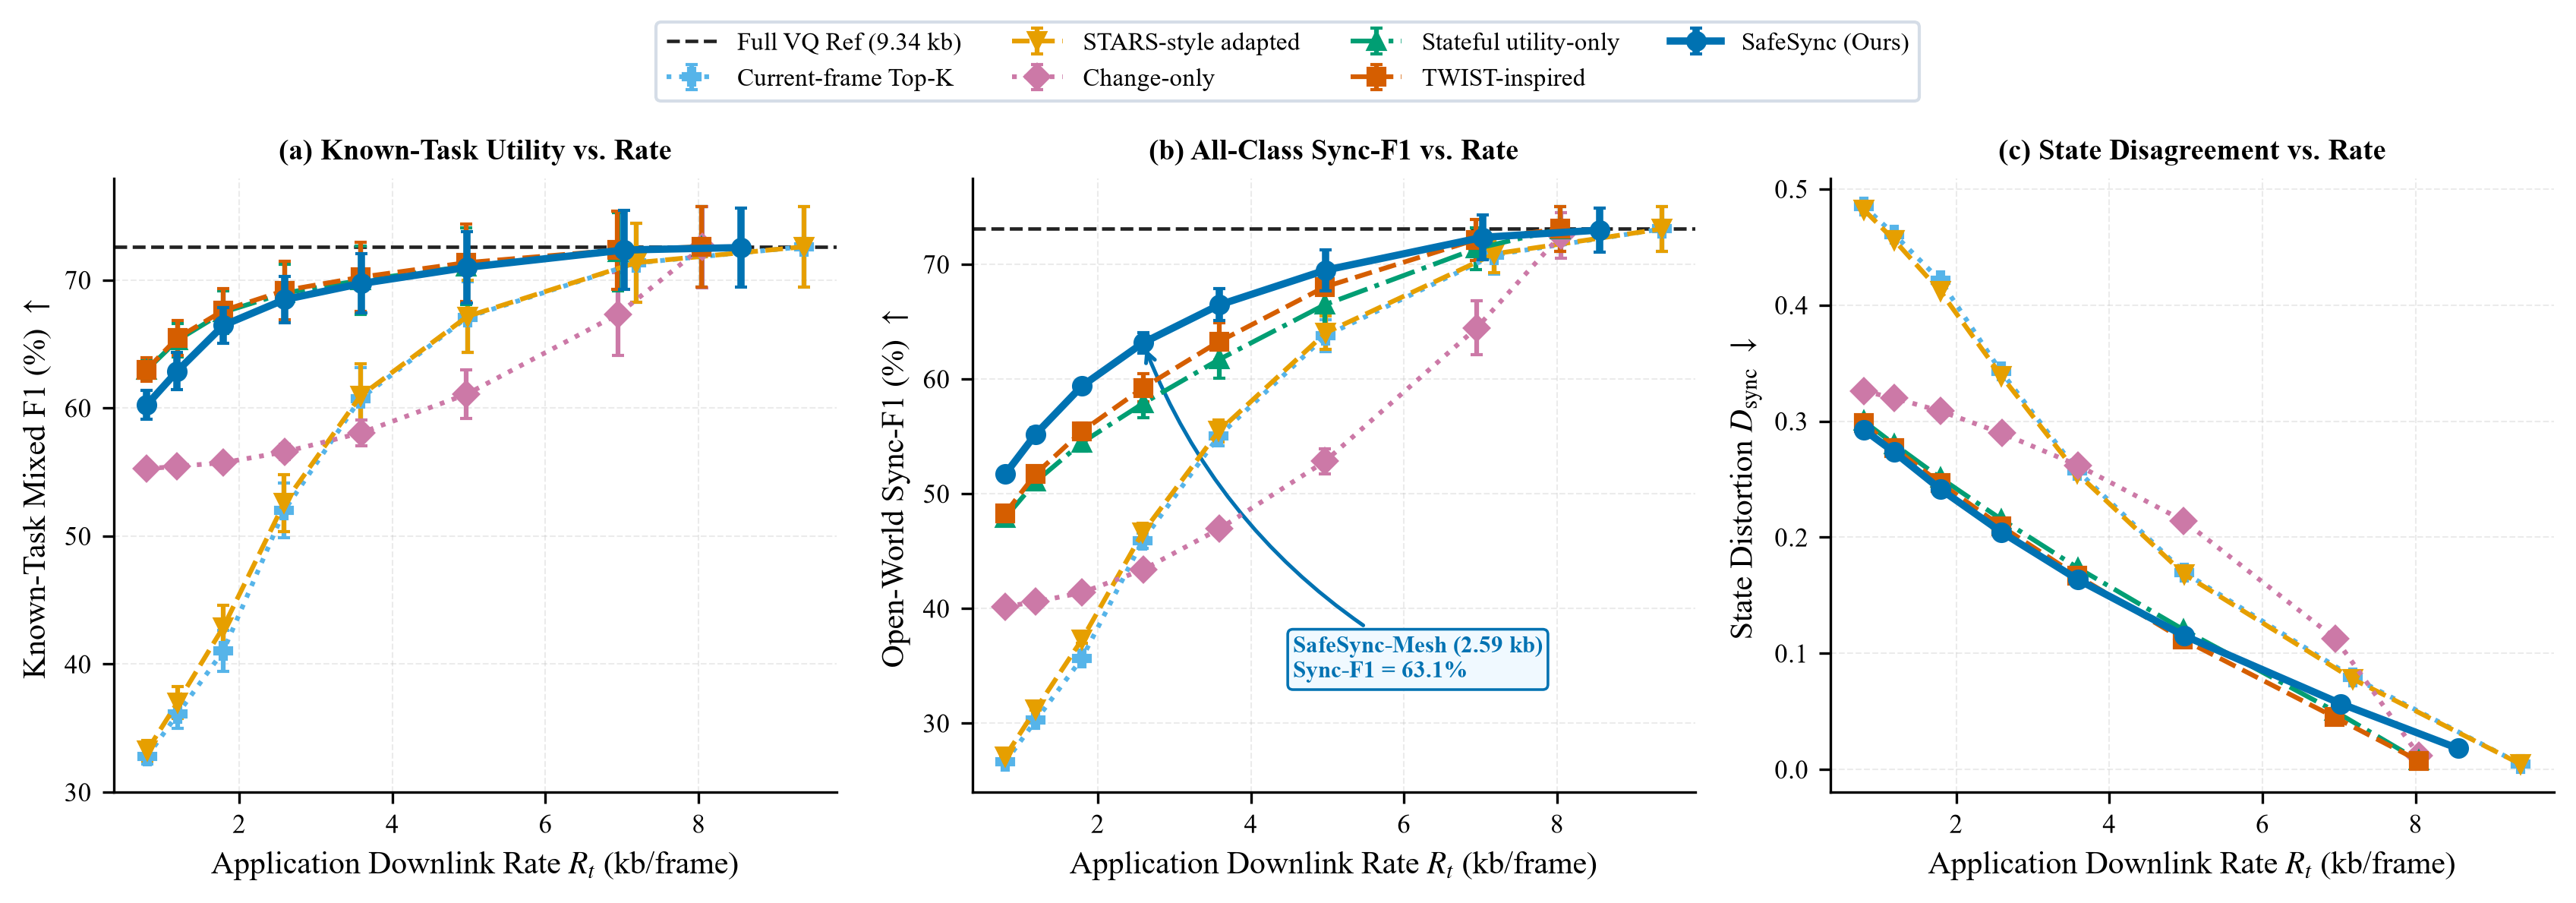 Full VQ Ref (9.34 kb)
Current-frame Top-K
STARS-style adapted
Change-only
Stateful utility-only
TWIST-inspired
SafeSync (Ours)
(a) Known-Task Utility vs. Rate
Known-Task Mixed F1 (%) ↑
70
60
50
40
30
2 4 6 8
Application Downlink Rate R_t (kb/frame)
(b) All-Class Sync-F1 vs. Rate
Open-World Sync-F1 (%) ↑
70
60
50
40
30
SafeSync-Mesh (2.59 kb)
Sync-F1 = 63.1%
2 4 6 8
Application Downlink Rate R_t (kb/frame)
(c) State Disagreement vs. Rate
State Distortion D_sync ↓
0.5
0.4
0.3
0.2
0.1
0.0
2 4 6 8
Application Downlink Rate R_t (kb/frame)